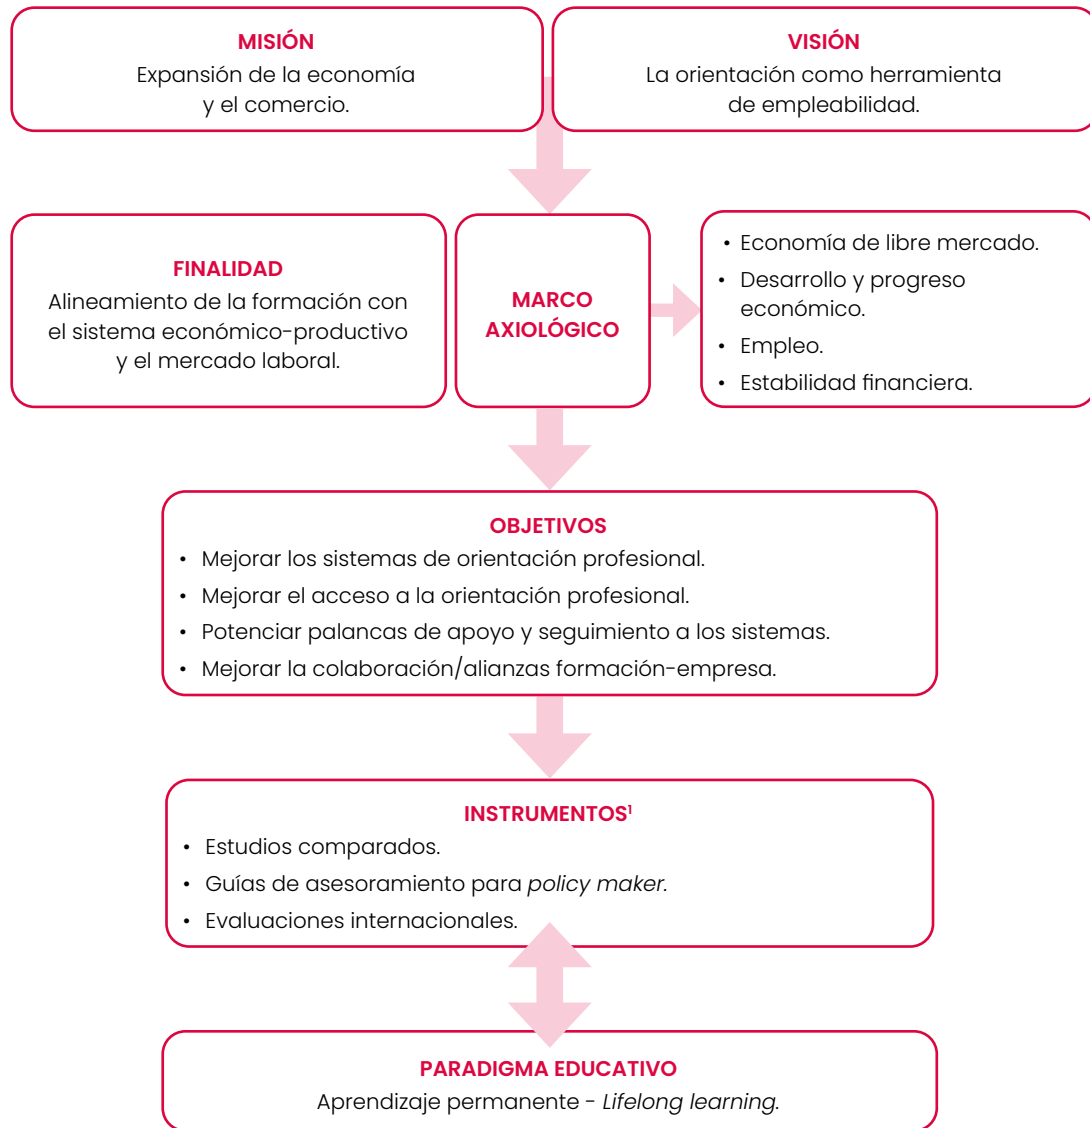 MISIÓN
Expansión de la economía
y el comercio.
VISIÓN
La orientación como herramienta
de empleabilidad.
FINALIDAD
Alineamiento de la formación con
el sistema económico-productivo
y el mercado laboral.
MARCO
AXIOLÓGICO
• Economía de libre mercado.
• Desarrollo y progreso
económico.
• Empleo.
• Estabilidad financiera.
OBJETIVOS
• Mejorar los sistemas de orientación profesional.
• Mejorar el acceso a la orientación profesional.
• Potenciar palancas de apoyo y seguimiento a los sistemas.
• Mejorar la colaboración/alianzas formación-empresa.
INSTRUMENTOS¹
• Estudios comparados.
• Guías de asesoramiento para policy maker.
• Evaluaciones internacionales.
PARADIGMA EDUCATIVO
Aprendizaje permanente - Lifelong learning.